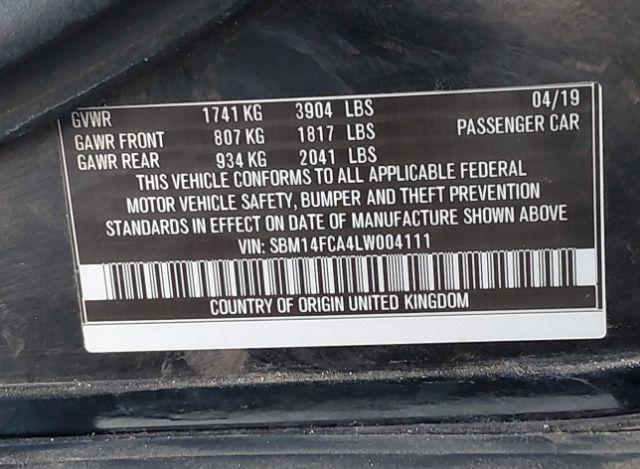 GVWR 1741 KG 3904 LBS 04/19
GAWR FRONT 807 KG 1817 LBS PASSENGER CAR
GAWR REAR 934 KG 2041 LBS
THIS VEHICLE CONFORMS TO ALL APPLICABLE FEDERAL
MOTOR VEHICLE SAFETY, BUMPER AND THEFT PREVENTION
STANDARDS IN EFFECT ON DATE OF MANUFACTURE SHOWN ABOVE
VIN: SBM14FCA4LW004111
COUNTRY OF ORIGIN UNITED KINGDOM